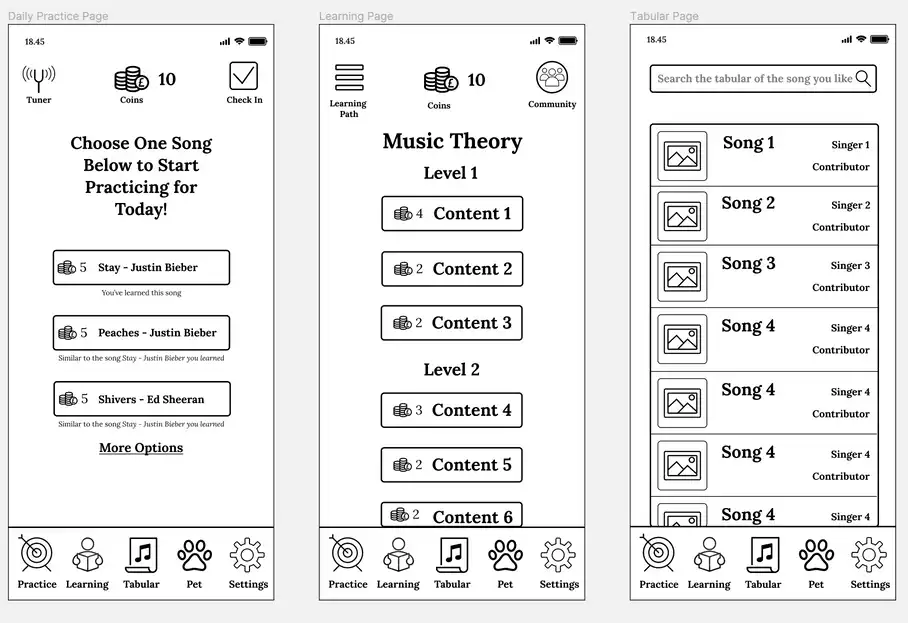 Daily Practice Page
18.45
10
Tuner
Coins
Check In
Choose One Song
Below to Start
Practicing for
Today!
5 Stay - Justin Bieber
You've learned this song
5 Peaches - Justin Bieber
Similar to the song Stay - Justin Bieber you learned
5 Shivers - Ed Sheeran
Similar to the song Stay - Justin Bieber you learned
More Options
Practice Learning Tabular Pet Settings
Learning Page
18.45
10
Learning
Path
Coins
Community
Music Theory
Level 1
4 Content 1
2 Content 2
2 Content 3
Level 2
3 Content 4
2 Content 5
2 Content 6
Practice Learning Tabular Pet Settings
Tabular Page
18.45
Search the tabular of the song you like
Song 1
Singer 1
Contributor
Song 2
Singer 2
Contributor
Song 3
Singer 3
Contributor
Song 4
Singer 4
Contributor
Song 4
Singer 4
Contributor
Song 4
Singer 4
Contributor
Song 4
Singer 4
Practice Learning Tabular Pet Settings